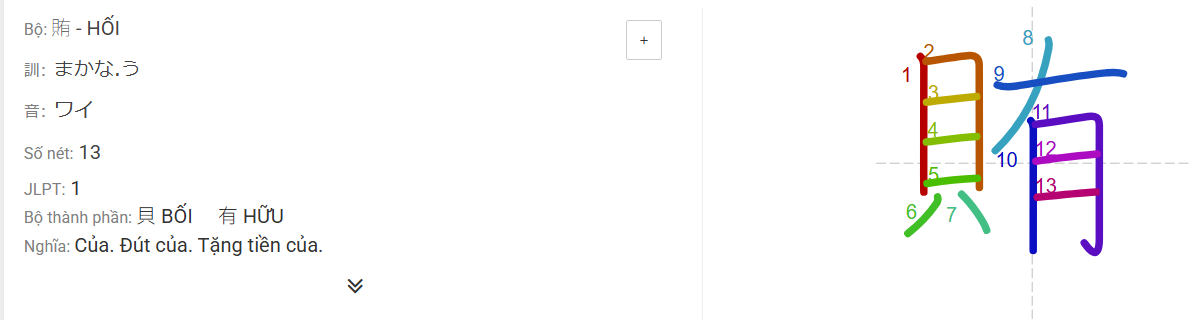 Bộ: 賄 - HỐI
+
訓: まかな.う
音: ワイ
Số nét: 13
JLPT: 1
Bộ thành phần: 貝 BỐI 有 HỮU
Nghĩa: Của. Đút của. Tặng tiền của.
1
2
3
4
5
6
7
8
9
10
11
12
13